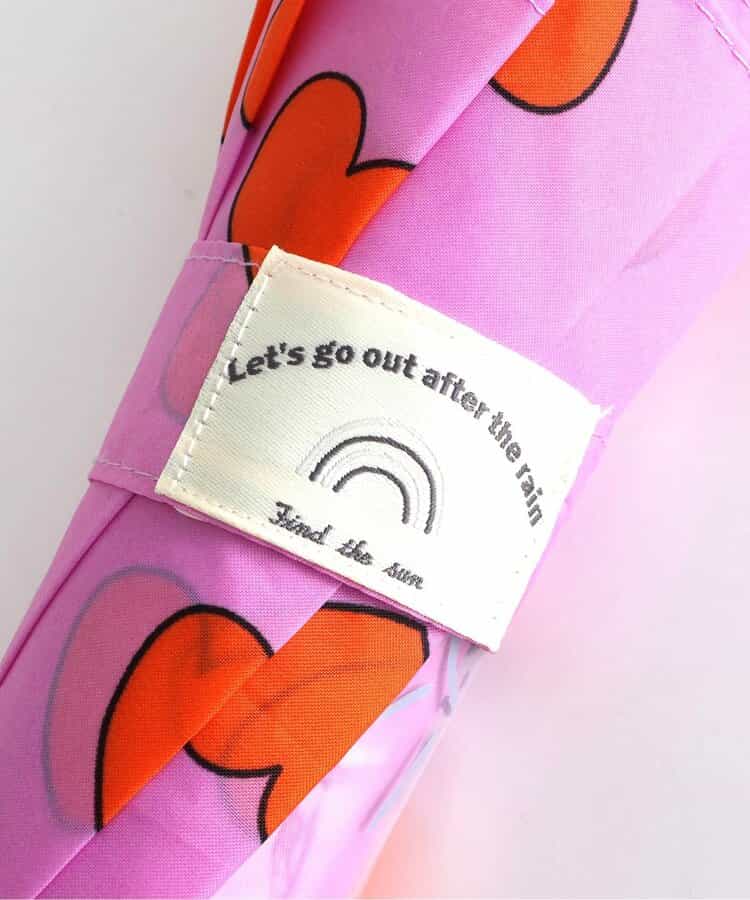 Let's go out after the rain
Find the sun